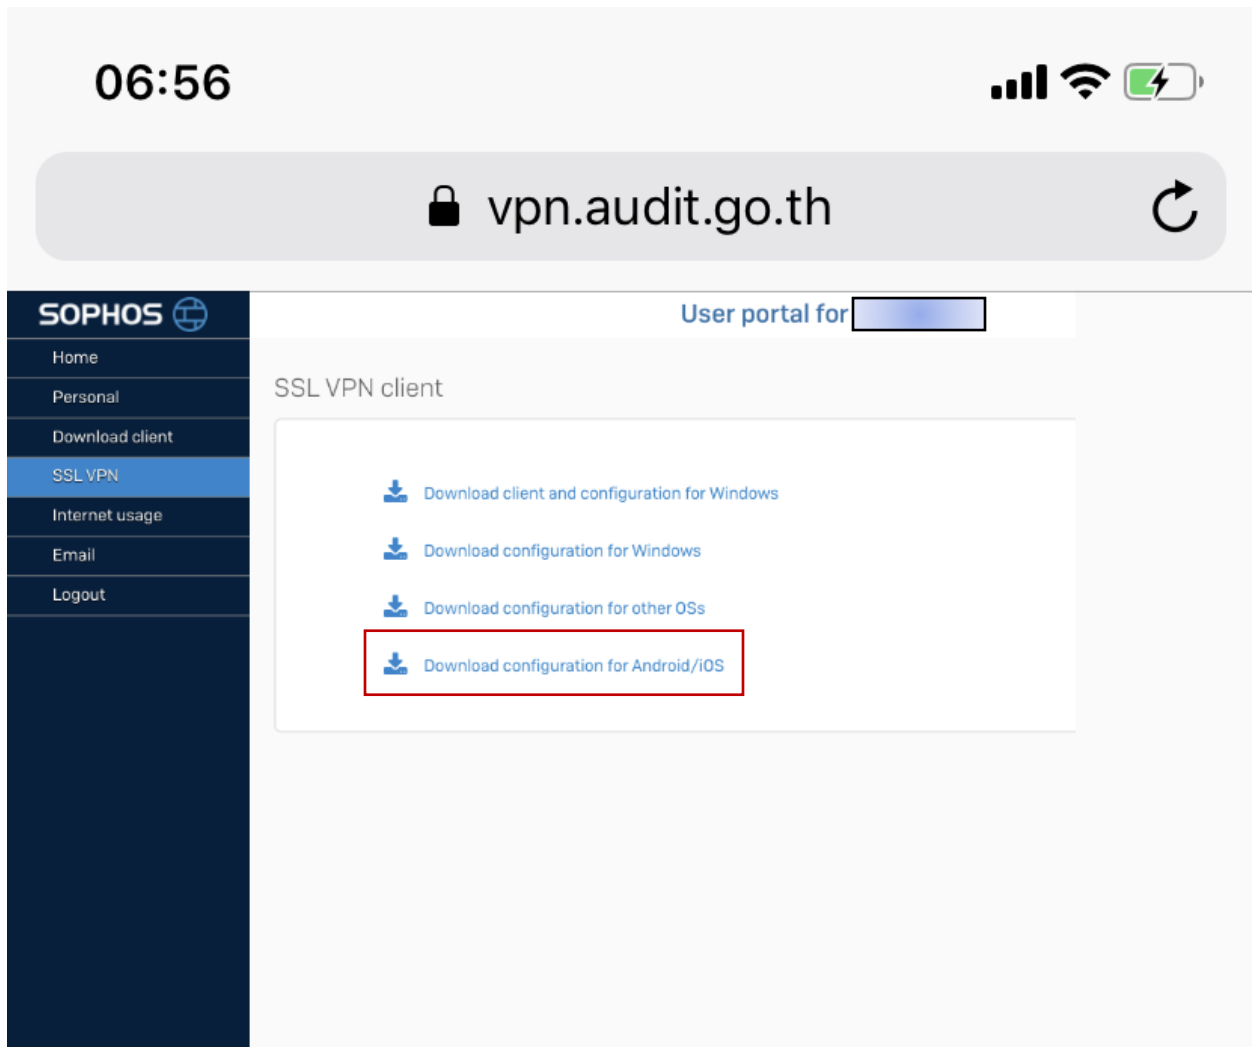 06:56
vpn.audit.go.th
SOPHOS
User portal for
Home
Personal
Download client
SSL VPN
Internet usage
Email
Logout
SSL VPN client
Download client and configuration for Windows
Download configuration for Windows
Download configuration for other OSs
Download configuration for Android/iOS